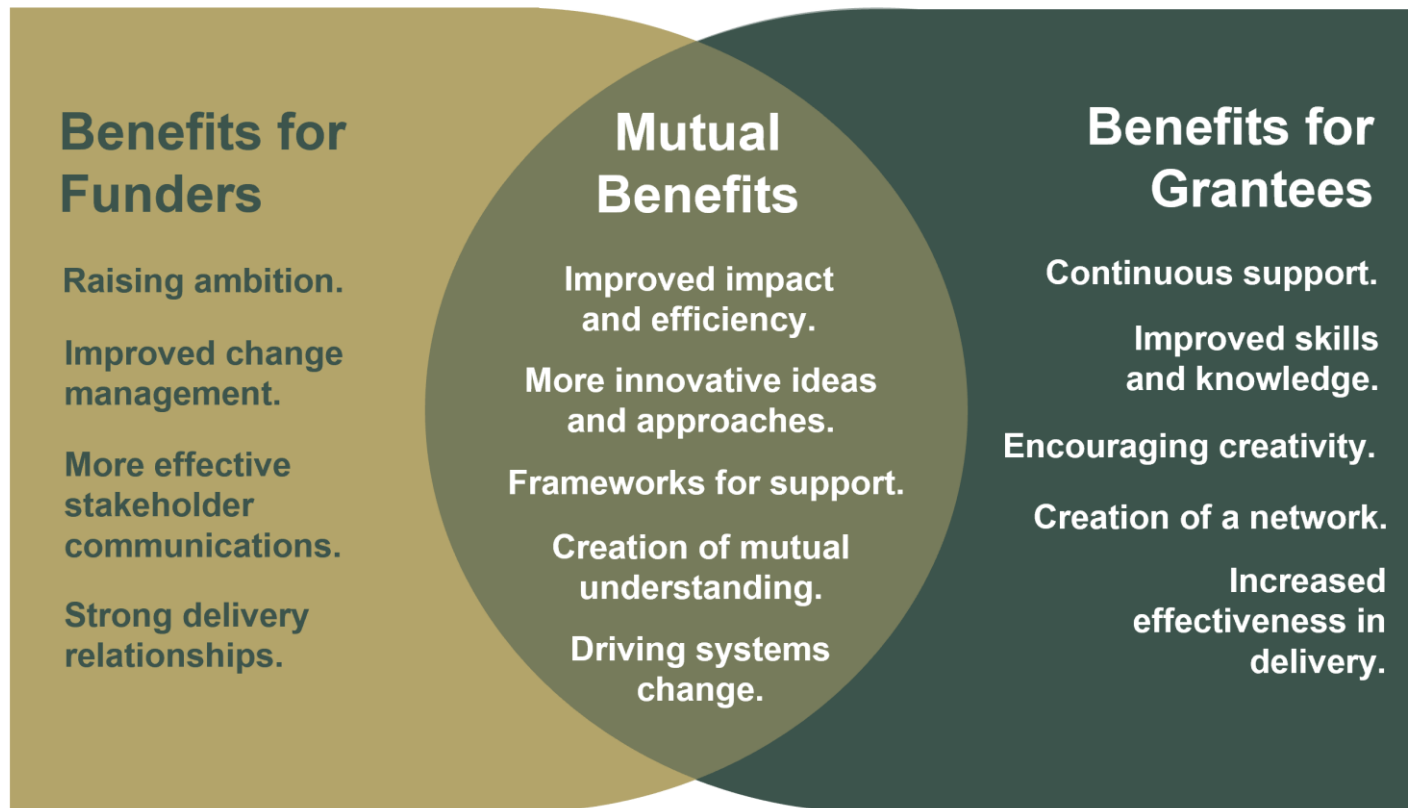 Benefits for
Funders
Raising ambition.
Improved change
management.
More effective
stakeholder
communications.
Strong delivery
relationships.
Mutual
Benefits
Improved impact
and efficiency.
More innovative ideas
and approaches.
Frameworks for support.
Creation of mutual
understanding.
Driving systems
change.
Benefits for
Grantees
Continuous support.
Improved skills
and knowledge.
Encouraging creativity.
Creation of a network.
Increased
effectiveness in
delivery.